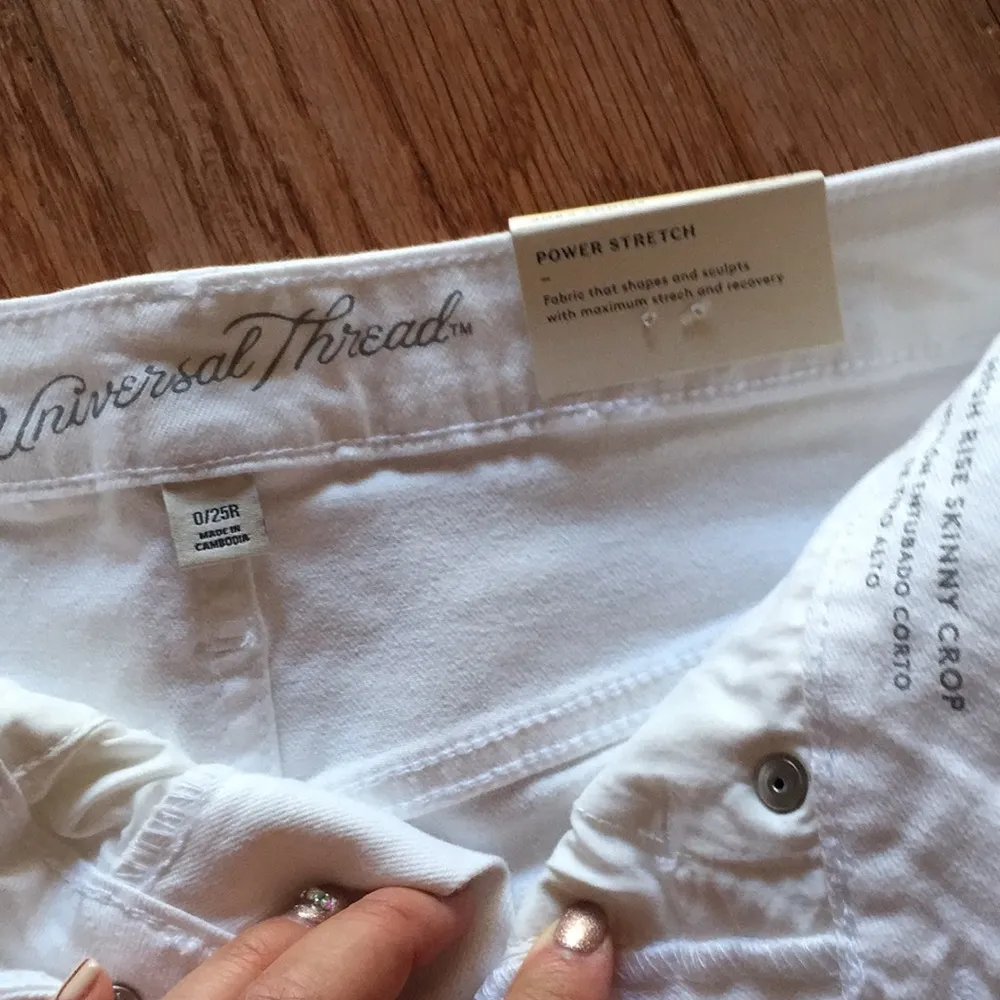 POWER STRETCH
–
Fabric that shapes and sculpts
with maximum strech and recovery
Universal Thread™
0/25R
MADE IN
CAMBODIA
HIGH RISE SKINNY CROP
ENTUBADO CORTO
DE TIRO ALTO